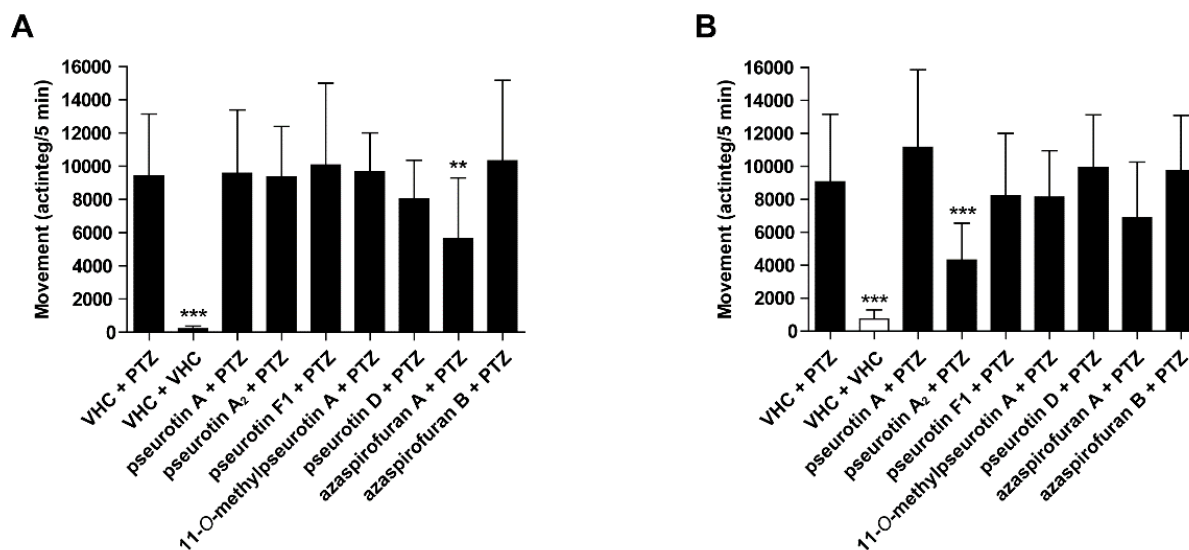 A
Movement (actinteg/5 min)
16000
14000
12000
10000
8000
6000
4000
2000
0
***
**
VHC + PTZ
VHC + VHC
pseurotin A + PTZ
pseurotin A₂ + PTZ
pseurotin F1 + PTZ
11-O-methylpseurotin A + PTZ
pseurotin D + PTZ
azaspirofuran A + PTZ
azaspirofuran B + PTZ
B
Movement (actinteg/5 min)
16000
14000
12000
10000
8000
6000
4000
2000
0
***
***
VHC + PTZ
VHC + VHC
pseurotin A + PTZ
pseurotin A₂ + PTZ
pseurotin F1 + PTZ
11-O-methylpseurotin A + PTZ
pseurotin D + PTZ
azaspirofuran A + PTZ
azaspirofuran B + PTZ